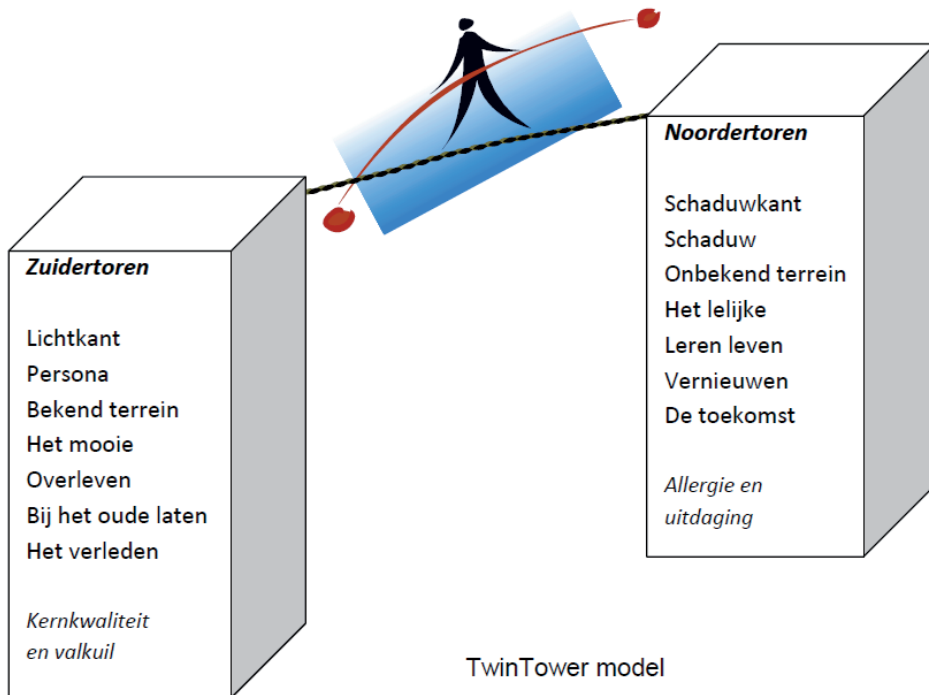 Zuidertoren
Lichtkant
Persona
Bekend terrein
Het mooie
Overleven
Bij het oude laten
Het verleden
Kernkwaliteit
en valkuil
Noordertoren
Schaduwkant
Schaduw
Onbekend terrein
Het lelijke
Leren leven
Vernieuwen
De toekomst
Allergie en
uitdaging
TwinTower model